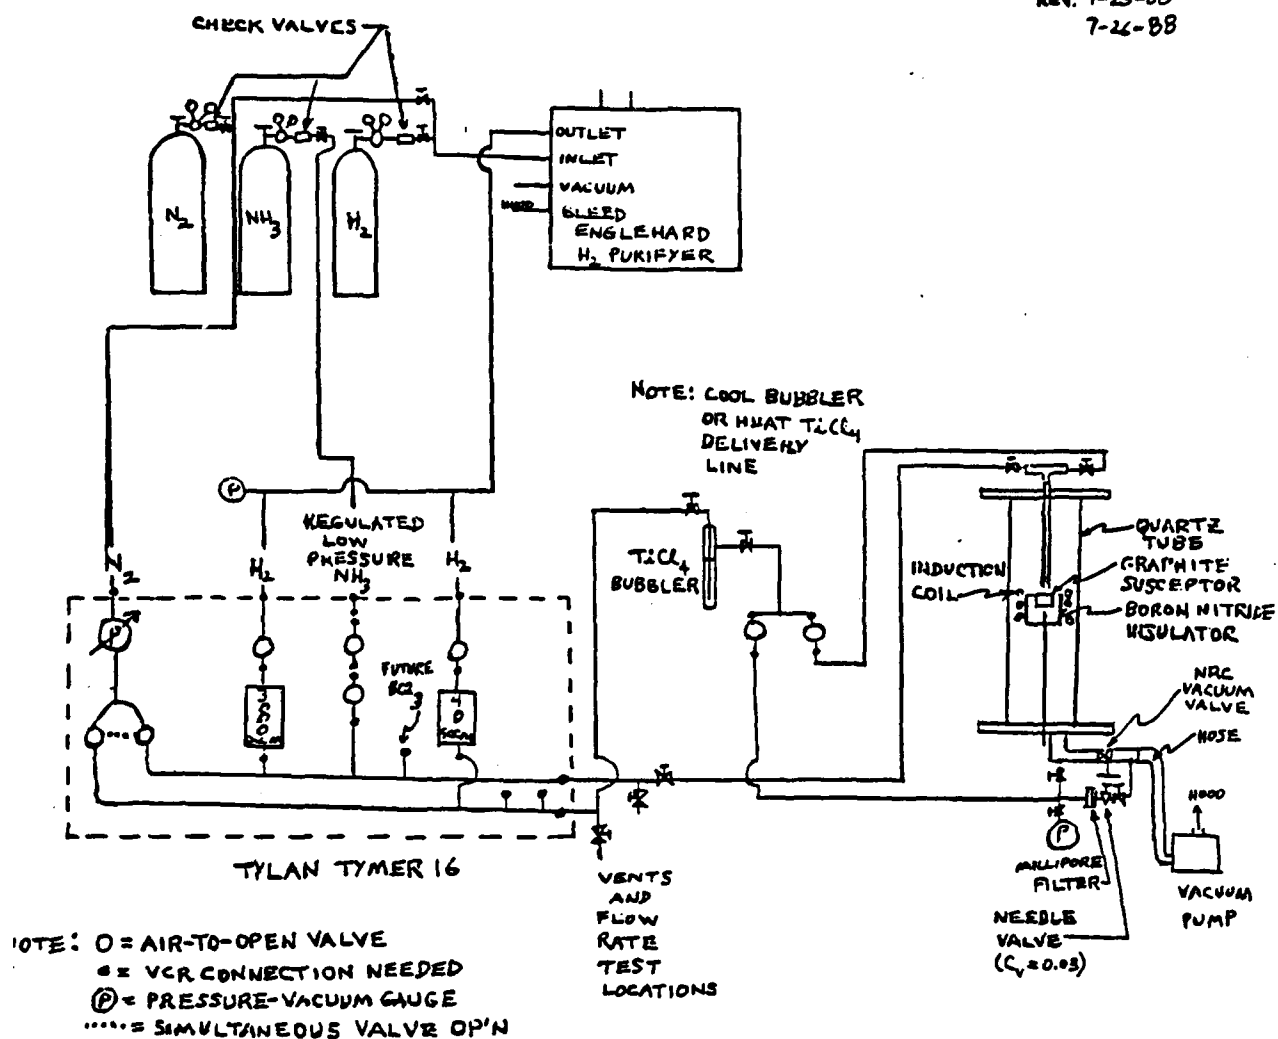 7-26-88
CHECK VALVES
OUTLET
INLET
VACUUM
BLEED
ENGLEHARD
H2 PURIFYER
N2
NH3
H2
NOTE: COOL BUBBLER
OR HEAT TiCl4
DELIVERY
LINE
P
REGULATED
LOW
PRESSURE
NH3
N2
H2
H2
TiCl4
BUBBLER
INDUCTION
COIL
QUARTZ
TUBE
GRAPHITE
SUSCEPTOR
BORON NITRIDE
INSULATOR
P
FUTURE
350
40
SCCM
NRC
VACUUM
VALVE
HOSE
HOOD
P
MILLIPORE
FILTER
VACUUM
PUMP
NEEDLE
VALVE
(Cv=0.03)
TYLAN TYMER 16
VENTS
AND
FLOW
RATE
TEST
LOCATIONS
OTE: O = AIR-TO-OPEN VALVE
= VCR CONNECTION NEEDED
P = PRESSURE-VACUUM GAUGE
..... = SIMULTANEOUS VALVE OP'N